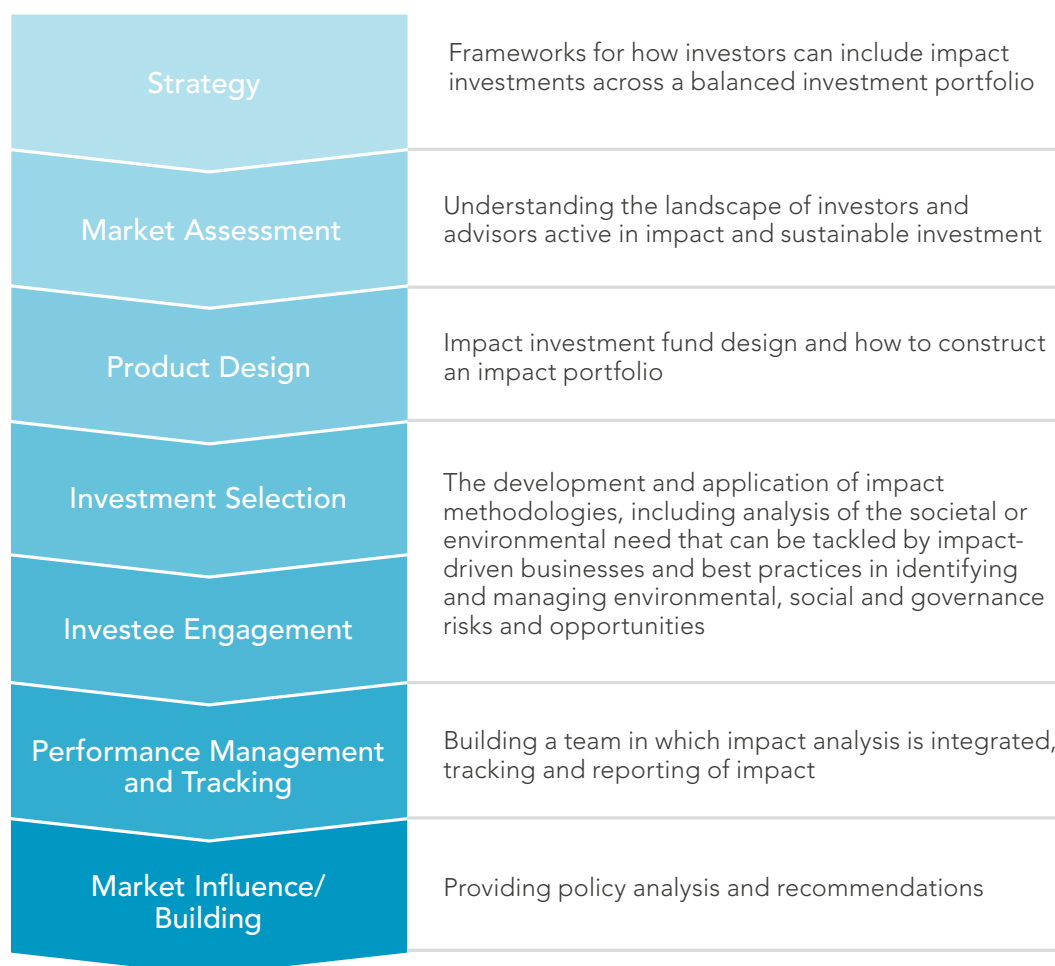 Strategy
Frameworks for how investors can include impact
investments across a balanced investment portfolio
Market Assessment
Understanding the landscape of investors and
advisors active in impact and sustainable investment
Product Design
Impact investment fund design and how to construct
an impact portfolio
Investment Selection
The development and application of impact
methodologies, including analysis of the societal or
environmental need that can be tackled by impact-
driven businesses and best practices in identifying
and managing environmental, social and governance
risks and opportunities
Investee Engagement
Performance Management
and Tracking
Building a team in which impact analysis is integrated,
tracking and reporting of impact
Market Influence/
Building
Providing policy analysis and recommendations